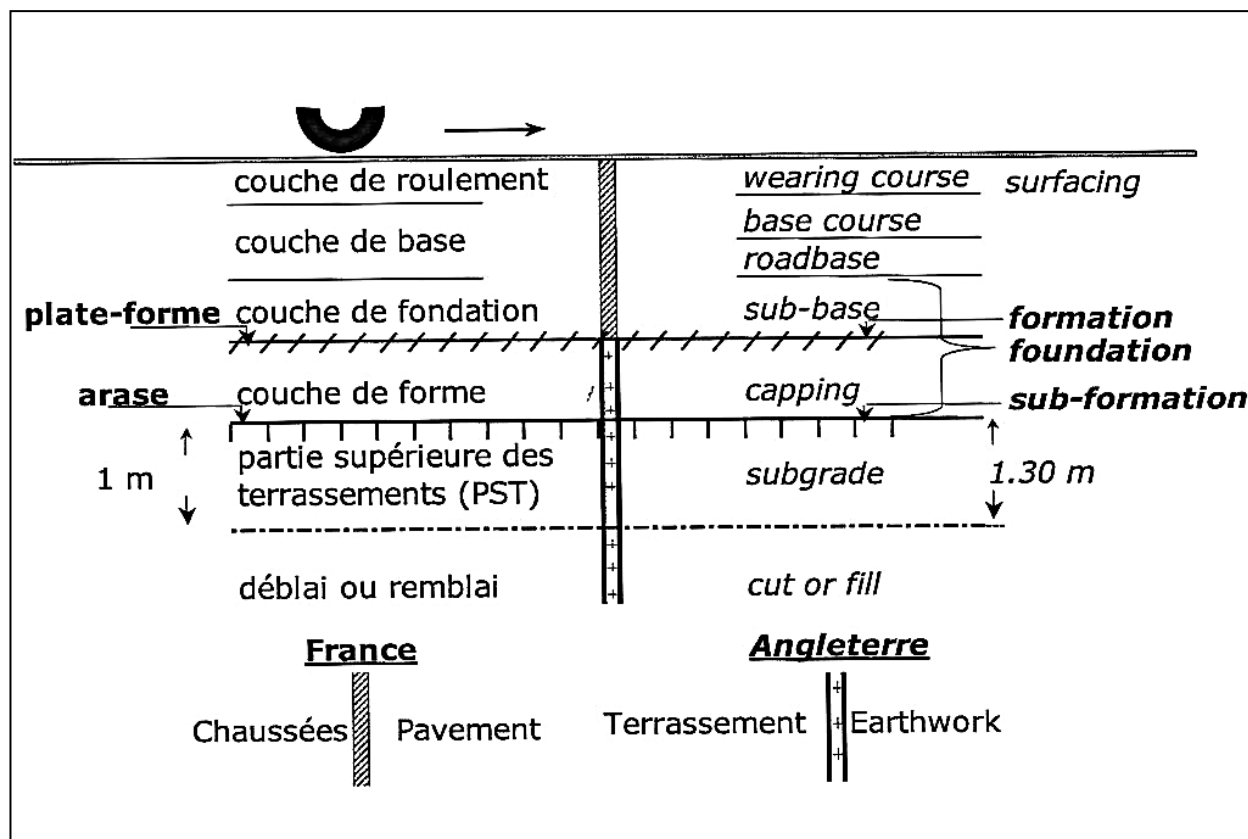 couche de roulement
wearing course surfacing
couche de base
base course
roadbase
plate-forme couche de fondation
sub-base formation
foundation
arase couche de forme
capping sub-formation
1 m partie supérieure des
terrassements (PST)
subgrade 1.30 m
déblai ou remblai
cut or fill
France
Angleterre
Chaussées Pavement
Terrassement Earthwork